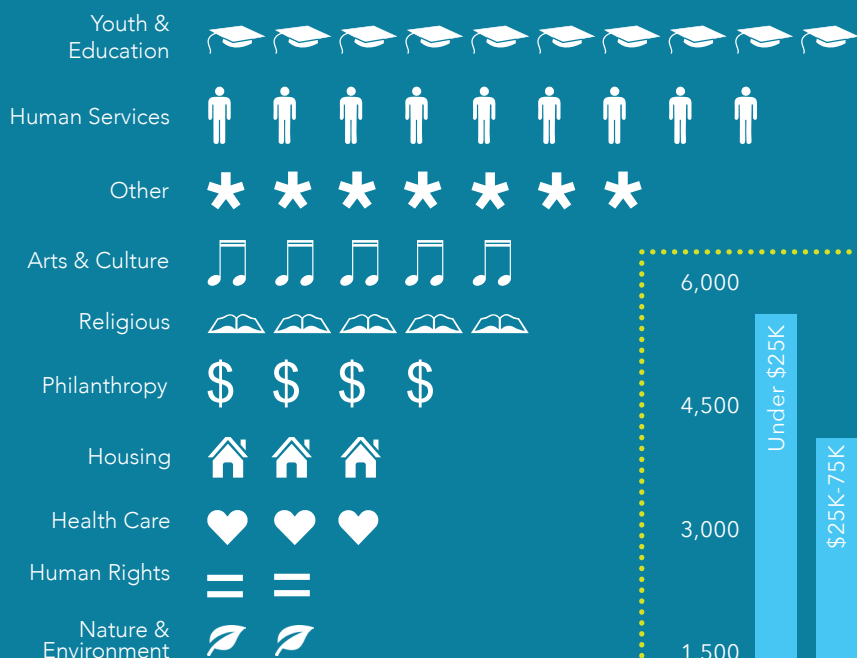 Youth &
Education
Human Services
Other
Arts & Culture
Religious
Philanthropy
Housing
Health Care
Human Rights
Nature &
Environment
6,000
4,500
3,000
1,500
Under $25K
$25K-75K